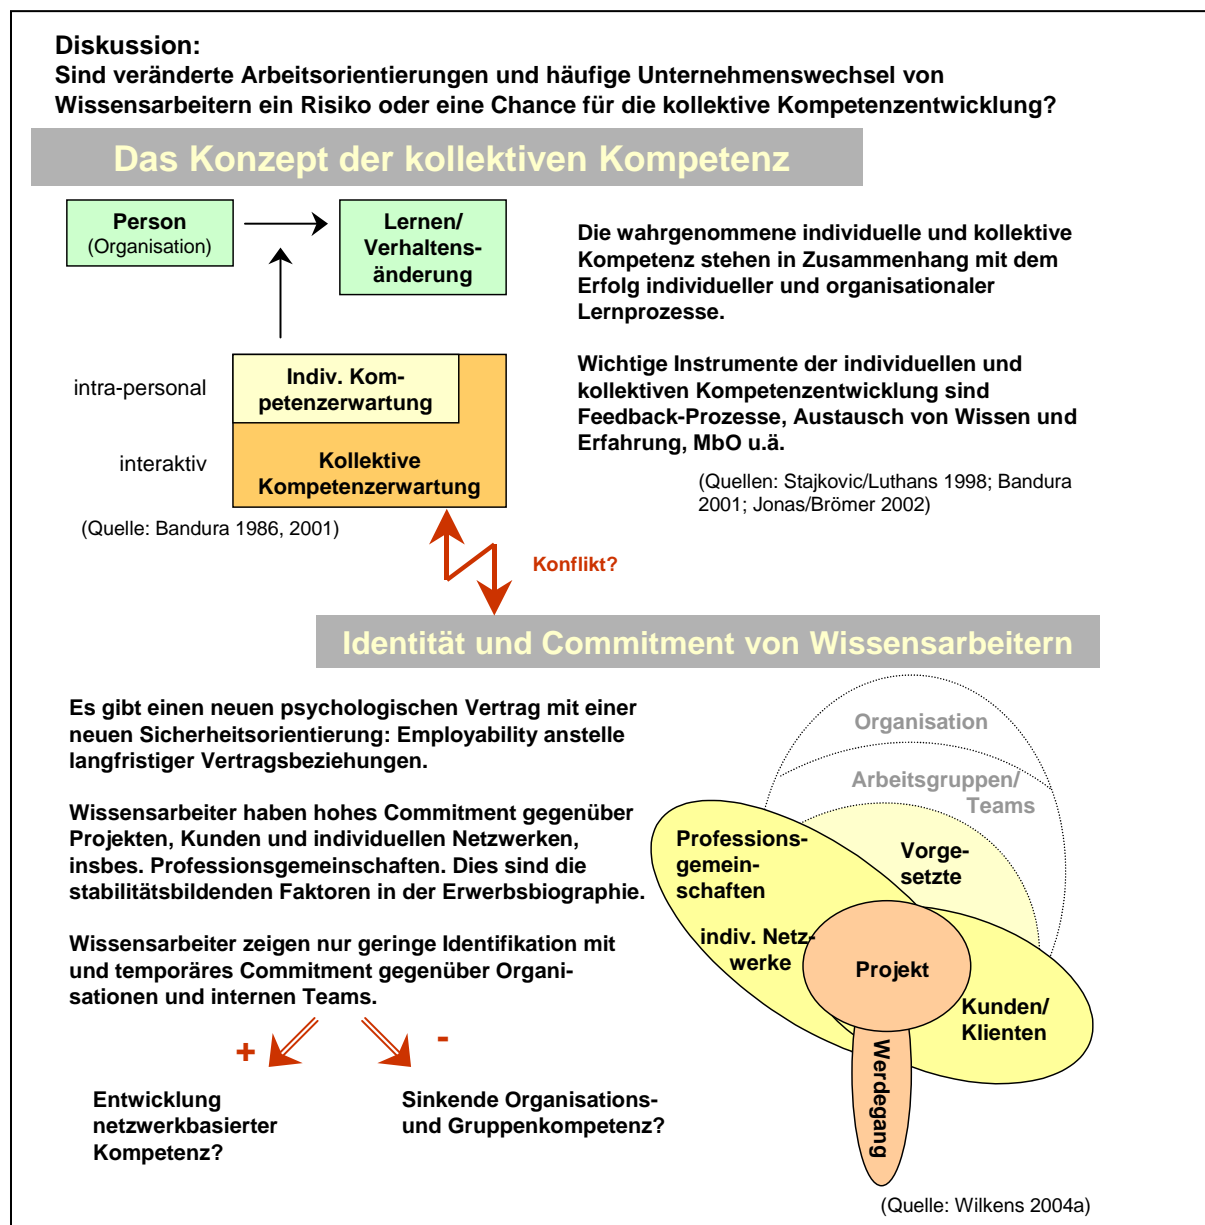 Diskussion:
Sind veränderte Arbeitsorientierungen und häufige Unternehmenswechsel von
Wissensarbeitern ein Risiko oder eine Chance für die kollektive Kompetenzentwicklung?
Das Konzept der kollektiven Kompetenz
Person
(Organisation)
Lernen/
Verhaltens-
änderung
Die wahrgenommene individuelle und kollektive
Kompetenz stehen in Zusammenhang mit dem
Erfolg individueller und organisationaler
Lernprozesse.
intra-personal
Indiv. Kom-
petenzerwartung
interaktiv
Kollektive
Kompetenzerwartung
(Quelle: Bandura 1986, 2001)
Wichtige Instrumente der individuellen und
kollektiven Kompetenzentwicklung sind
Feedback-Prozesse, Austausch von Wissen und
Erfahrung, MbO u.ä.
(Quellen: Stajkovic/Luthans 1998; Bandura
2001; Jonas/Brömer 2002)
Konflikt?
Identität und Commitment von Wissensarbeitern
Es gibt einen neuen psychologischen Vertrag mit einer
neuen Sicherheitsorientierung: Employability anstelle
langfristiger Vertragsbeziehungen.
Wissensarbeiter haben hohes Commitment gegenüber
Projekten, Kunden und individuellen Netzwerken,
insbes. Professionsgemeinschaften. Dies sind die
stabilitätsbildenden Faktoren in der Erwerbsbiographie.
Wissensarbeiter zeigen nur geringe Identifikation mit
und temporäres Commitment gegenüber Organi-
sationen und internen Teams.
+
-
Entwicklung
netzwerkbasierter
Kompetenz?
Sinkende Organisations-
und Gruppenkompetenz?
Organisation
Arbeitsgruppen/
Teams
Vorge-
setzte
Professions-
gemein-
schaften
indiv. Netz-
werke
Projekt
Kunden/
Klienten
Werdegang
(Quelle: Wilkens 2004a)